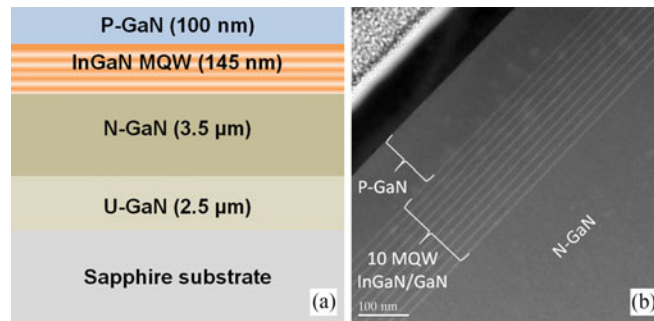 P-GaN (100 nm)
InGaN MQW (145 nm)
N-GaN (3.5 µm)
U-GaN (2.5 µm)
Sapphire substrate
(a)
P-GaN
10 MQW
InGaN/GaN
N-GaN
100 nm
(b)